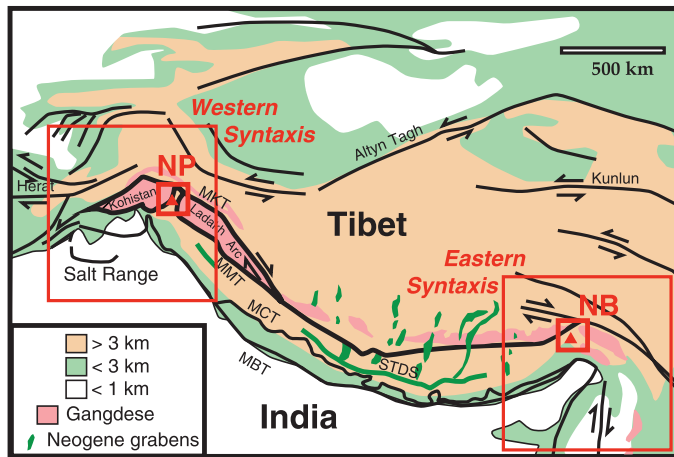 500 km
Western
Syntaxis
Altyn Tagh
NP
Herat
Kunlun
Kohistan
MKT
Ladakh Arc
Tibet
Salt Range
MMT
Eastern
Syntaxis
NB
MCT
> 3 km
< 3 km
< 1 km
Gangdese
Neogene grabens
MBT
STDS
India